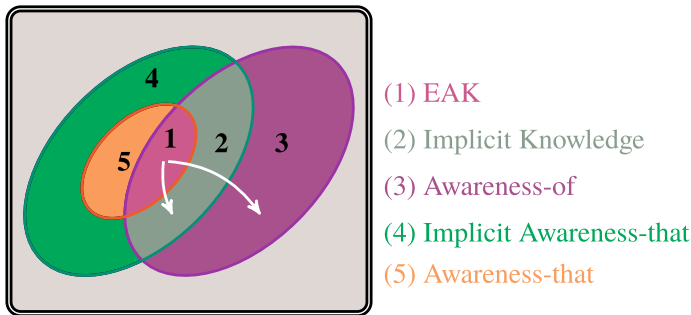 4
1
2
3
5
(1) EAK
(2) Implicit Knowledge
(3) Awareness-of
(4) Implicit Awareness-that
(5) Awareness-that